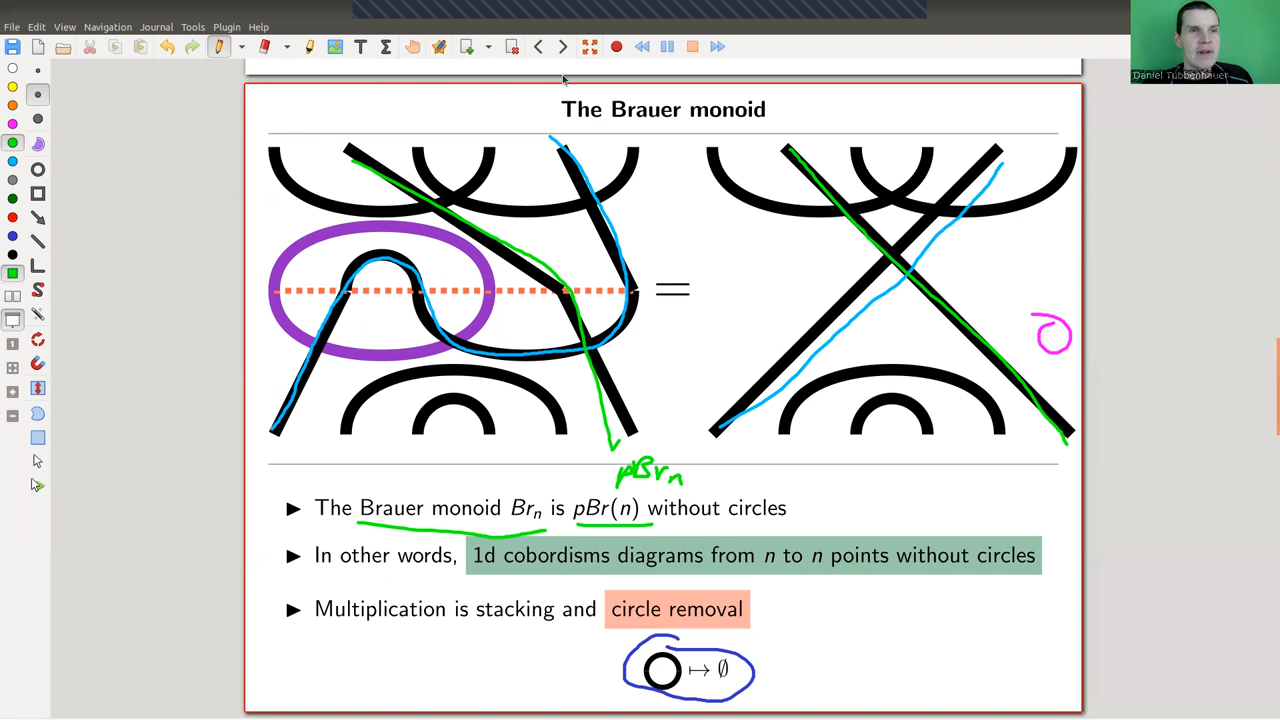 File Edit View Navigation Journal Tools Plugin Help
Daniel Tubbenhauer
The Brauer monoid
=
pBrₙ
▶ The Brauer monoid Brₙ is pBr(n) without circles
▶ In other words, 1d cobordisms diagrams from n to n points without circles
▶ Multiplication is stacking and circle removal
○ ↦ ∅